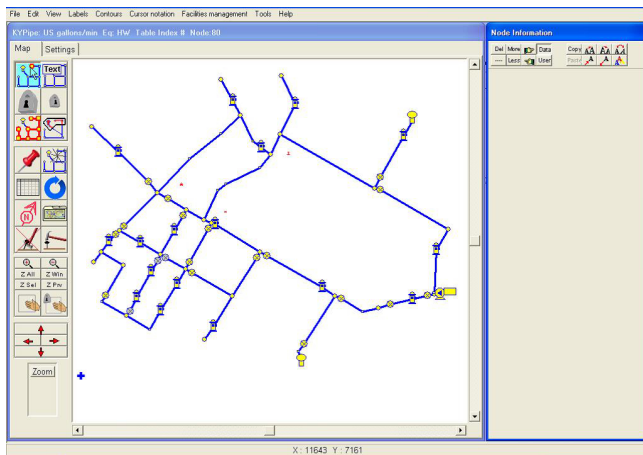 File Edit View Labels Contours Cursor notation Facilities management Tools Help
KYPipe: US gallons/min Eq: HW Table Index # Node:80
Node Information
Map Settings
Del More Data Copy
Less User Paste
Text
Z All Z Win
Z Sel Z Prv
Zoom
X : 11643 Y : 7161